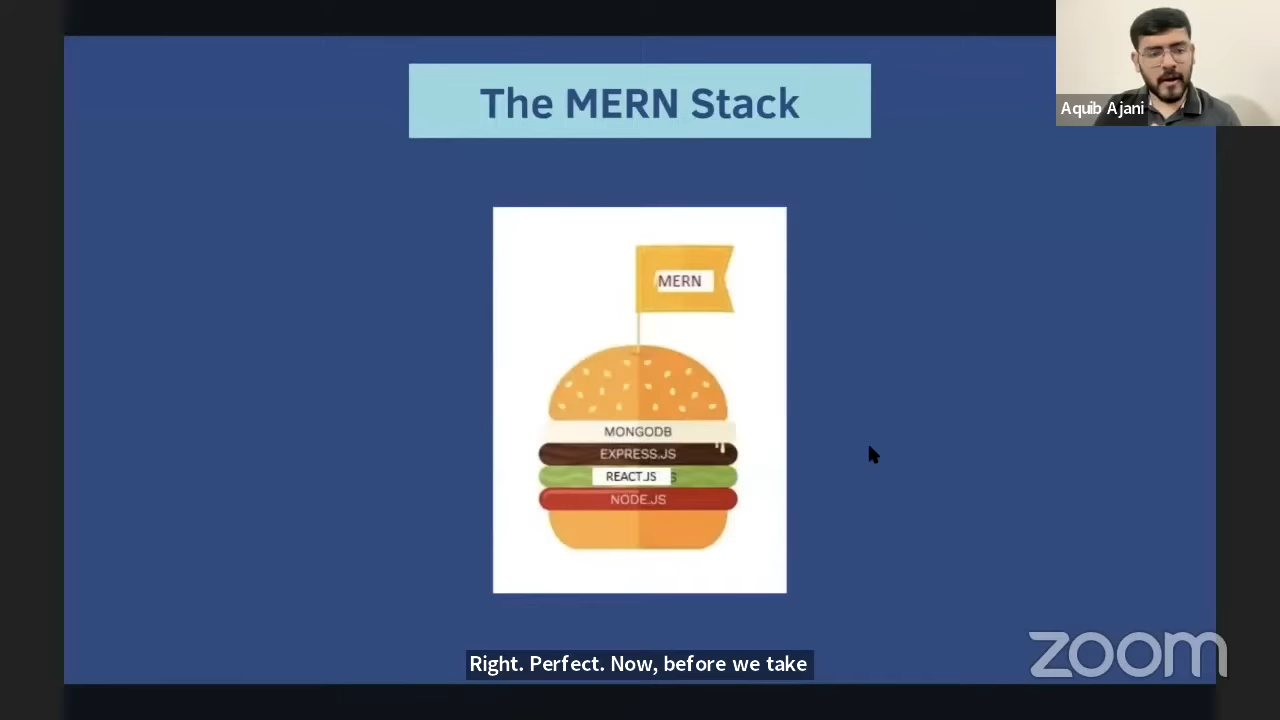 The MERN Stack
Aquib Ajani
MERN
MONGODB
EXPRESS.JS
REACT.JS S
NODE.JS
zoom
Right. Perfect. Now, before we take